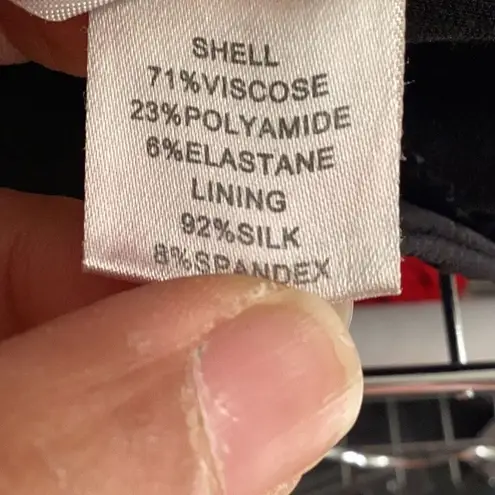 SHELL
71%VISCOSE
23%POLYAMIDE
6%ELASTANE
LINING
92%SILK
8%SPANDEX